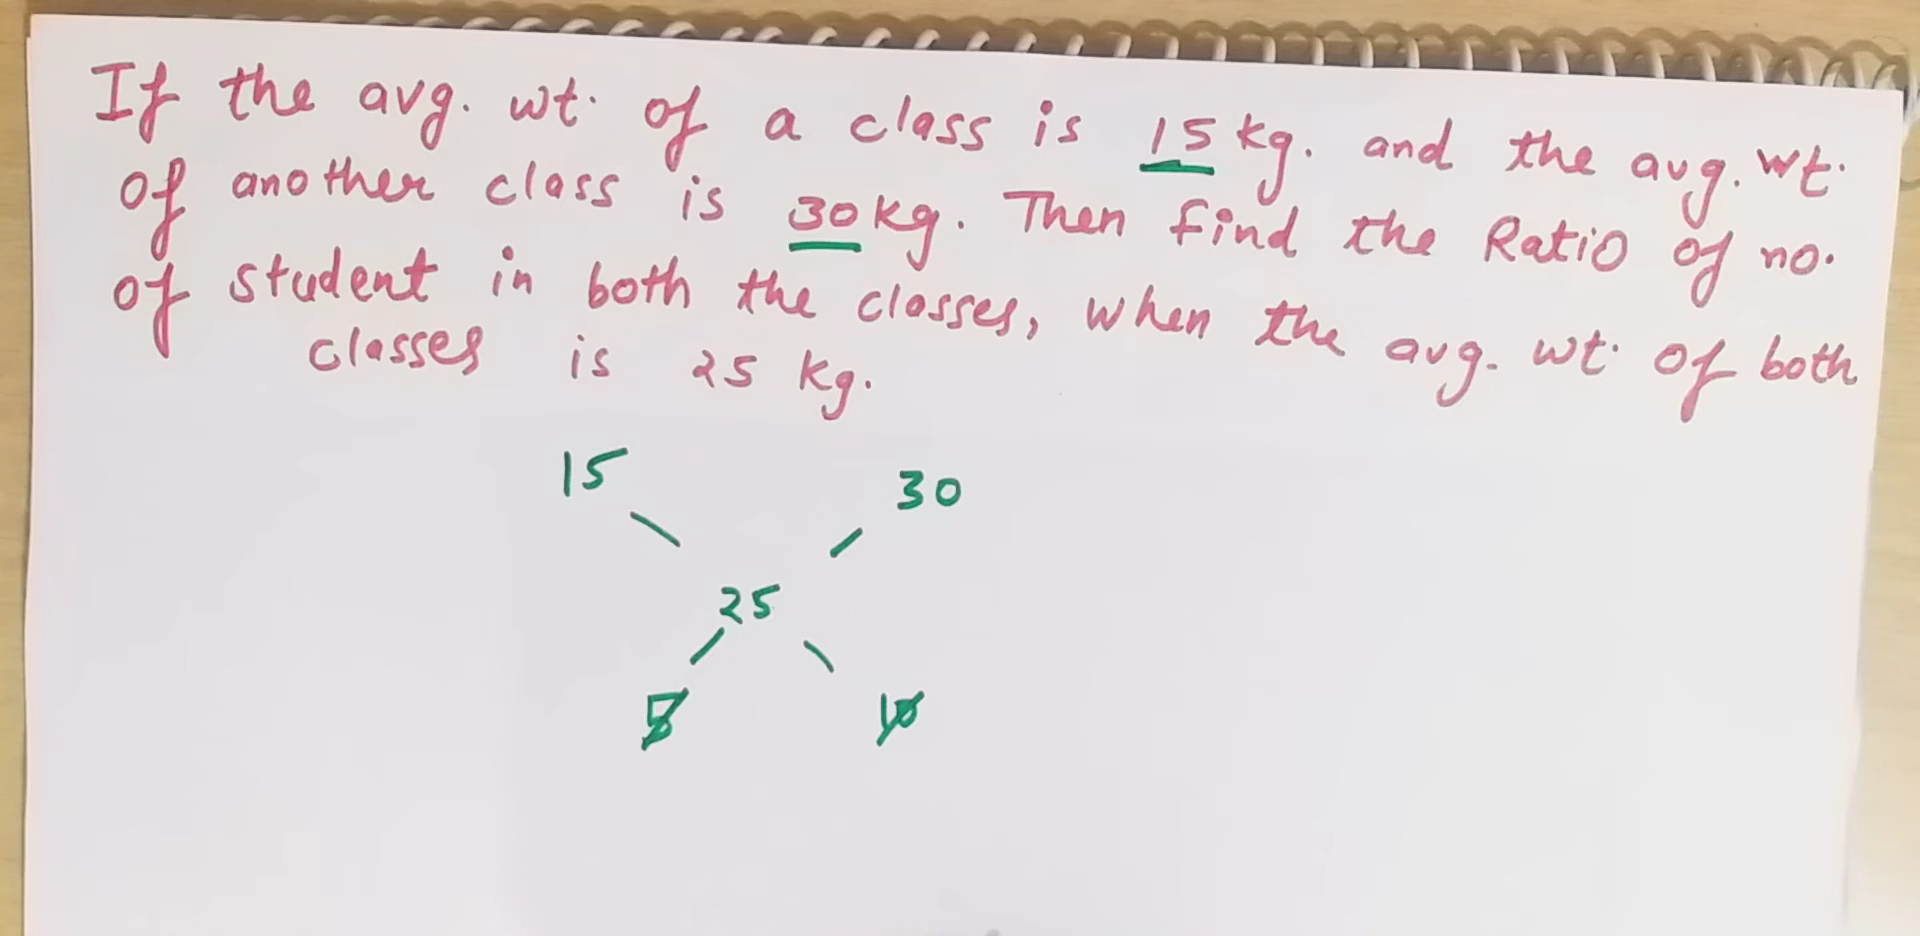 If the avg. wt. of a class is 15 kg. and the avg. wt.
of another class is 30 kg. Then find the Ratio of no.
of student in both the classes, when the avg. wt. of both
classes is 25 kg.
15 30
25
5 10